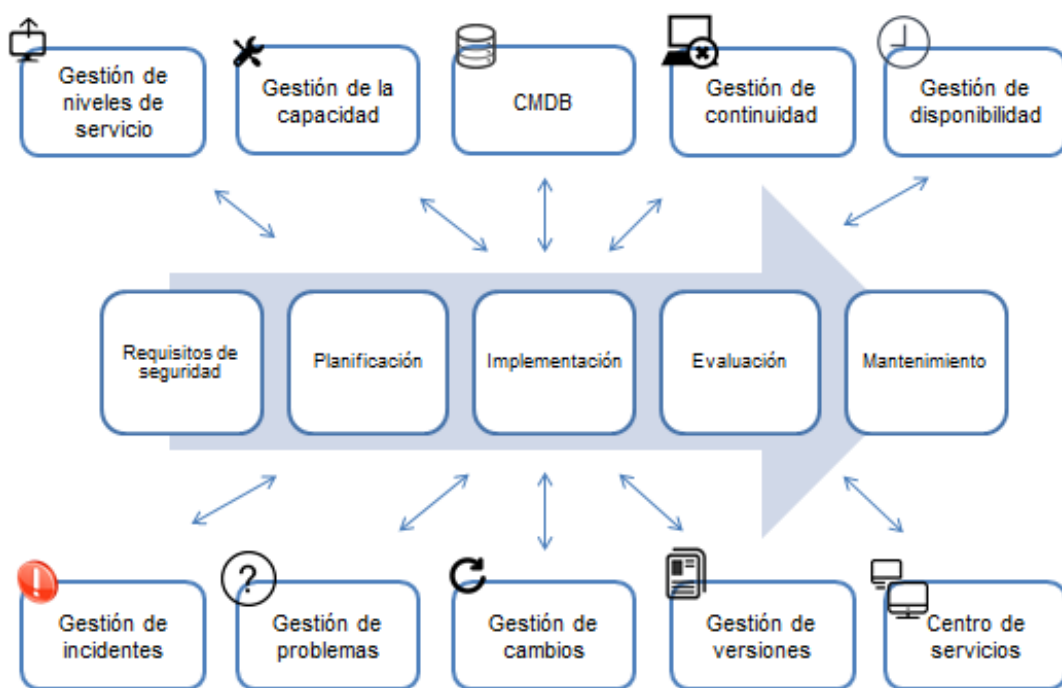 Gestión de
niveles de
servicio
Gestión de la
capacidad
CMDB
Gestión de
continuidad
Gestión de
disponibilidad
Requisitos de
seguridad
Planificación
Implementación
Evaluación
Mantenimiento
Gestión de
incidentes
Gestión de
problemas
Gestión de
cambios
Gestión de
versiones
Centro de
servicios